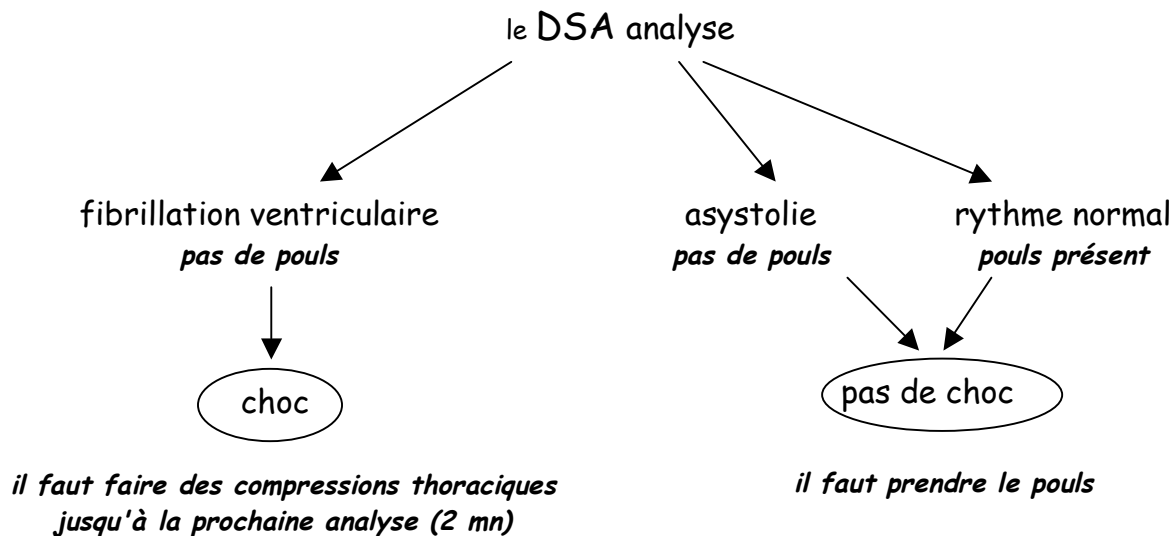 le DSA analyse
fibrillation ventriculaire
pas de pouls
asystolie
pas de pouls
rythme normal
pouls présent
choc
pas de choc
il faut faire des compressions thoraciques
jusqu'à la prochaine analyse (2 mn)
il faut prendre le pouls